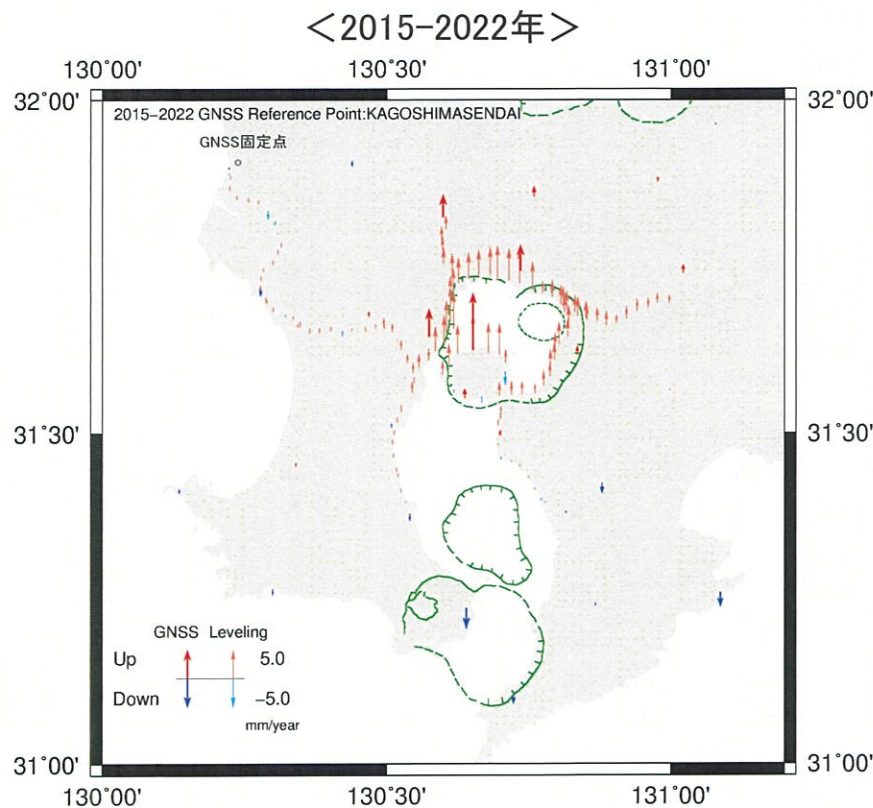 ＜2015-2022年＞
130°00' 130°30' 131°00'
32°00' 32°00'
2015−2022 GNSS Reference Point:KAGOSHIMASENDAI
GNSS固定点
31°30' 31°30'
GNSS Leveling
Up 5.0
Down −5.0
mm/year
31°00' 31°00'
130°00' 130°30' 131°00'